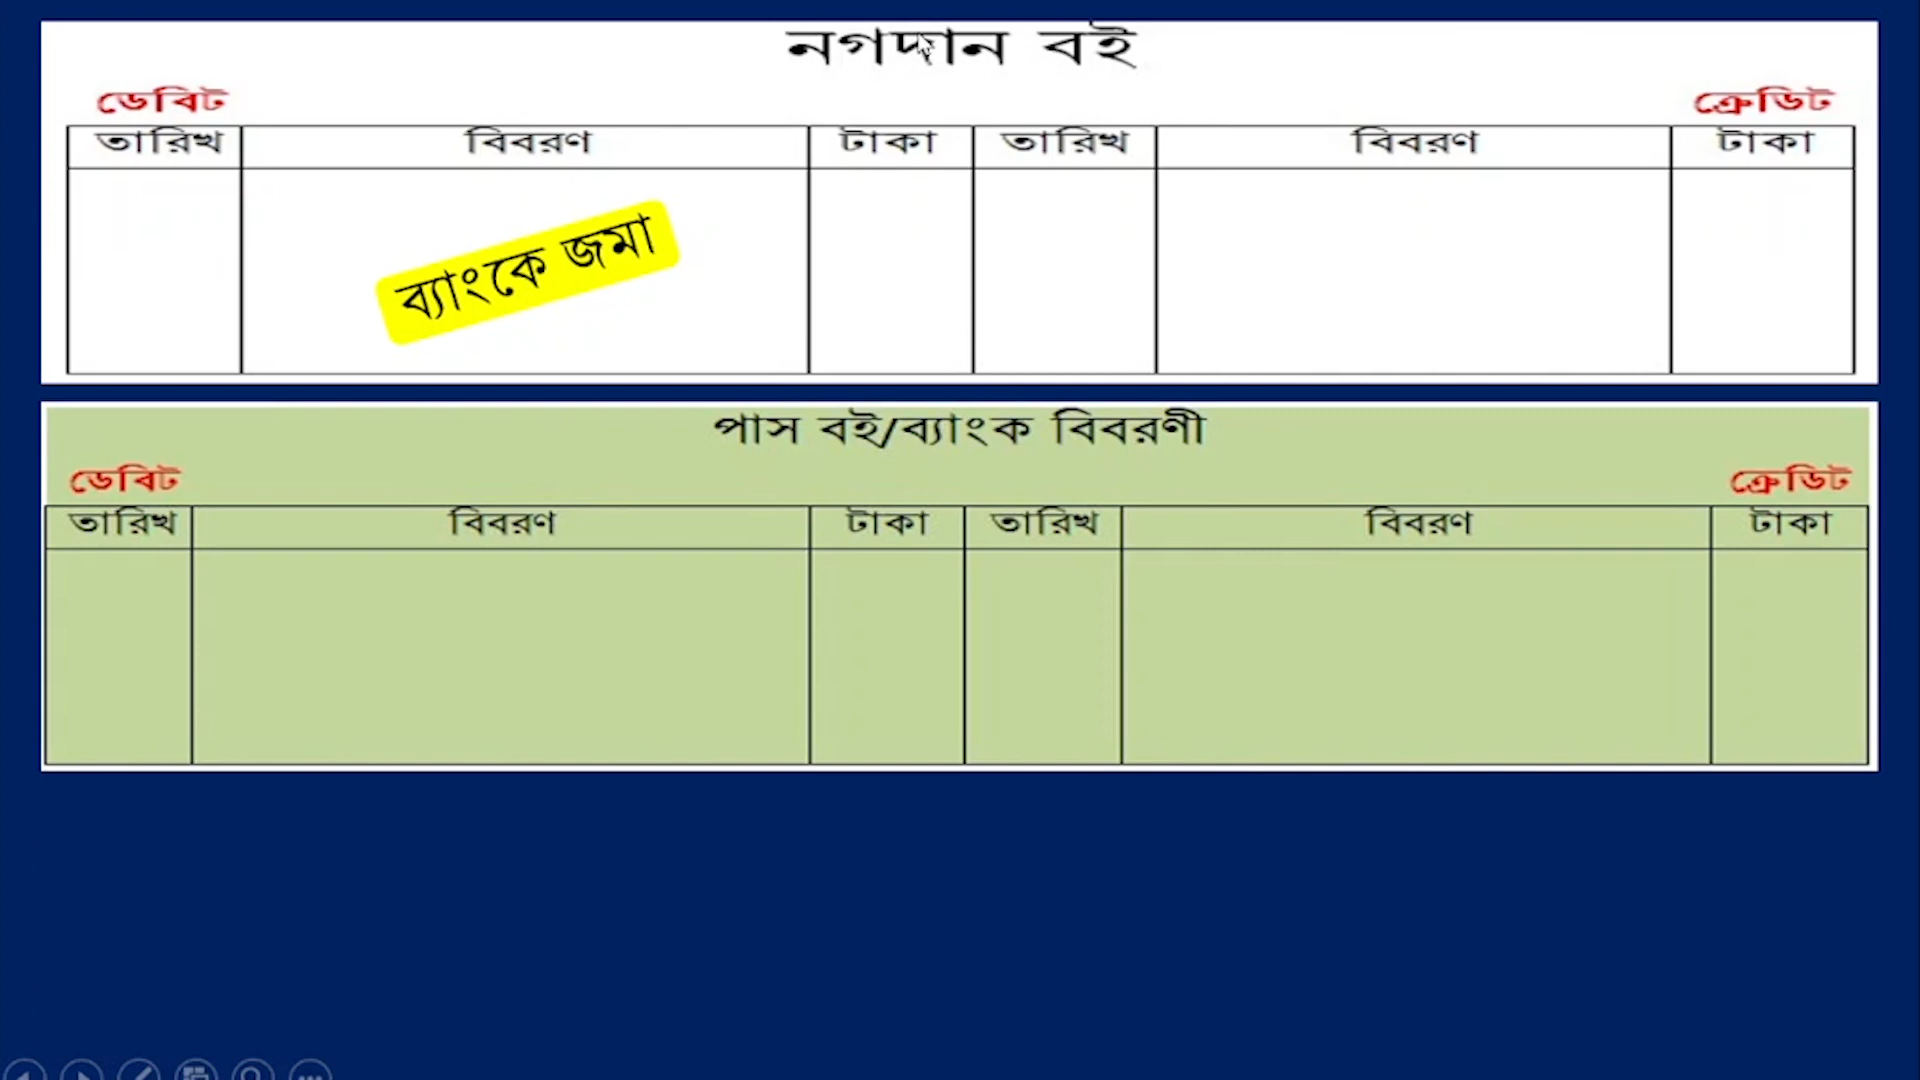 নগদান বই
ডেবিট ক্রেডিট
তারিখ বিবরণ টাকা তারিখ বিবরণ টাকা
ব্যাংকে জমা
পাস বই/ব্যাংক বিবরণী
ডেবিট ক্রেডিট
তারিখ বিবরণ টাকা তারিখ বিবরণ টাকা